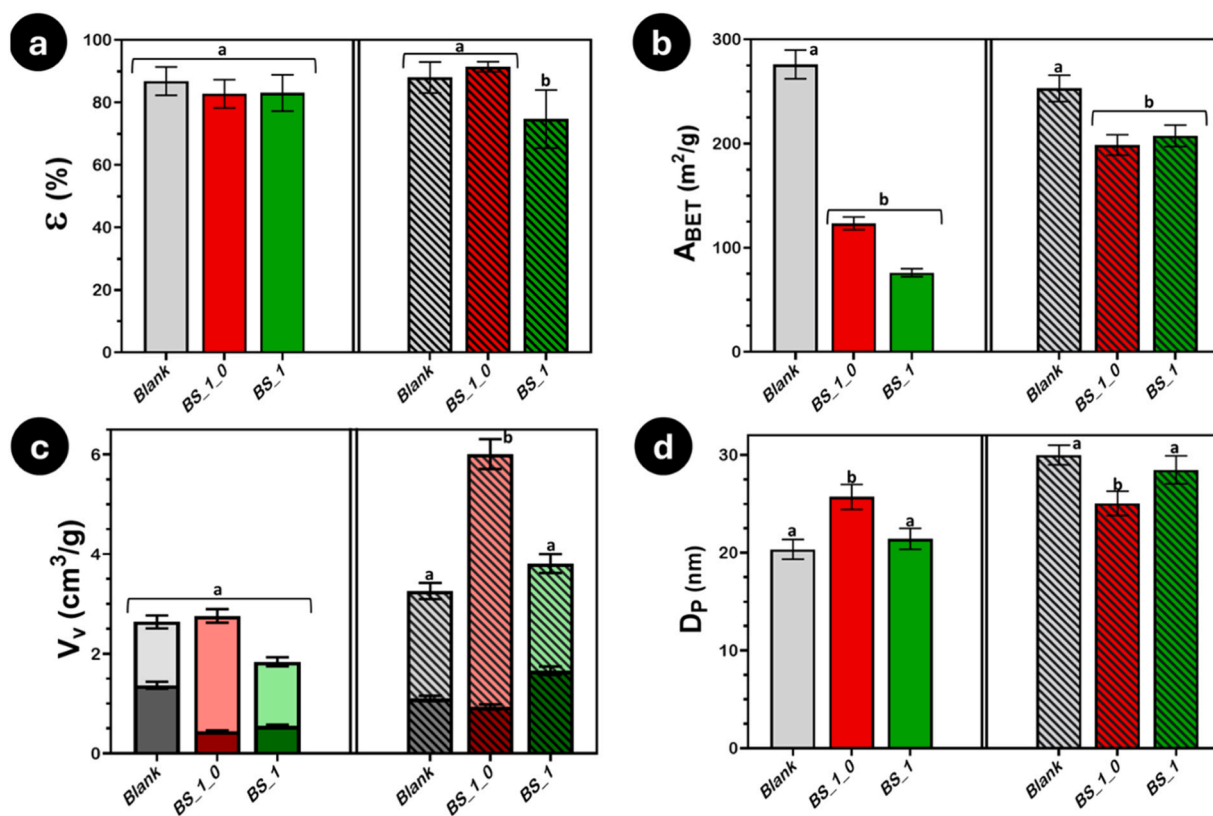 a
100
80
60
40
20
0
ε (%)
a
a
b
Blank
BS_1_0
BS_1
Blank
BS_1_0
BS_1
b
300
200
100
0
A_BET (m²/g)
a
b
a
b
Blank
BS_1_0
BS_1
Blank
BS_1_0
BS_1
c
6
4
2
0
V_v (cm³/g)
a
a
b
a
Blank
BS_1_0
BS_1
Blank
BS_1_0
BS_1
d
30
20
10
0
D_P (nm)
a
b
a
a
b
a
Blank
BS_1_0
BS_1
Blank
BS_1_0
BS_1